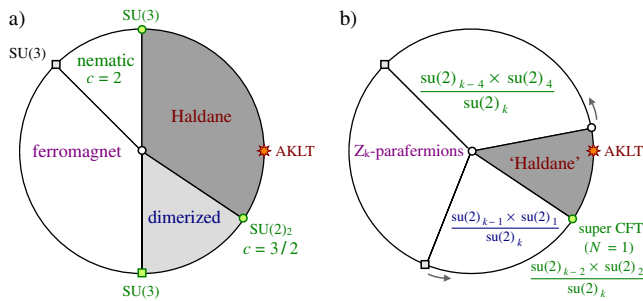 a)
SU(3)
SU(3)
nematic
c = 2
Haldane
ferromagnet
AKLT
dimerized
SU(2)₂
c = 3/2
SU(3)
b)
su(2)ₖ₋₄ × su(2)₄
su(2)ₖ
Zₖ-parafermions
'Haldane'
AKLT
su(2)ₖ₋₁ × su(2)₁
su(2)ₖ
super CFT
(N = 1)
su(2)ₖ₋₂ × su(2)₂
su(2)ₖ